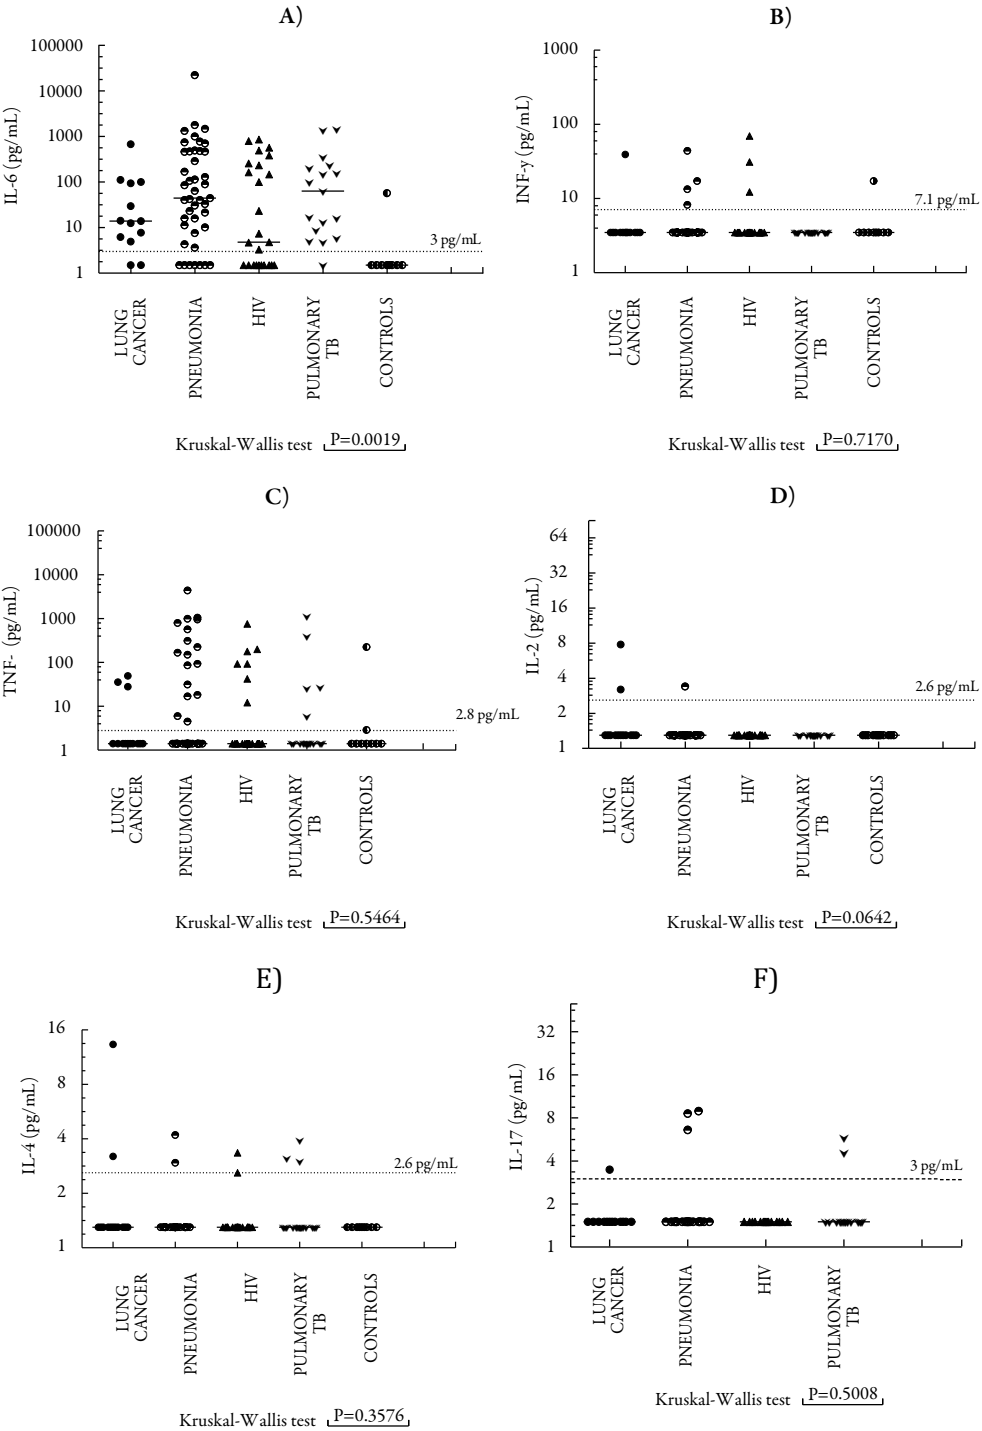 A)
100000
10000
1000
100
10
1
IL-6 (pg/mL)
3 pg/mL
LUNG
CANCER
PNEUMONIA
HIV
PULMONARY
TB
CONTROLS
Kruskal-Wallis test P=0.0019
B)
1000
100
10
1
INF-y (pg/mL)
7.1 pg/mL
LUNG
CANCER
PNEUMONIA
HIV
PULMONARY
TB
CONTROLS
Kruskal-Wallis test P=0.7170
C)
100000
10000
1000
100
10
1
TNF- (pg/mL)
2.8 pg/mL
LUNG
CANCER
PNEUMONIA
HIV
PULMONARY
TB
CONTROLS
Kruskal-Wallis test P=0.5464
D)
64
32
16
8
4
2
1
IL-2 (pg/mL)
2.6 pg/mL
LUNG
CANCER
PNEUMONIA
HIV
PULMONARY
TB
CONTROLS
Kruskal-Wallis test P=0.0642
E)
16
8
4
2
1
IL-4 (pg/mL)
2.6 pg/mL
LUNG
CANCER
PNEUMONIA
HIV
PULMONARY
TB
CONTROLS
Kruskal-Wallis test P=0.3576
F)
32
16
8
4
2
1
IL-17 (pg/mL)
3 pg/mL
LUNG
CANCER
PNEUMONIA
HIV
PULMONARY
TB
Kruskal-Wallis test P=0.5008